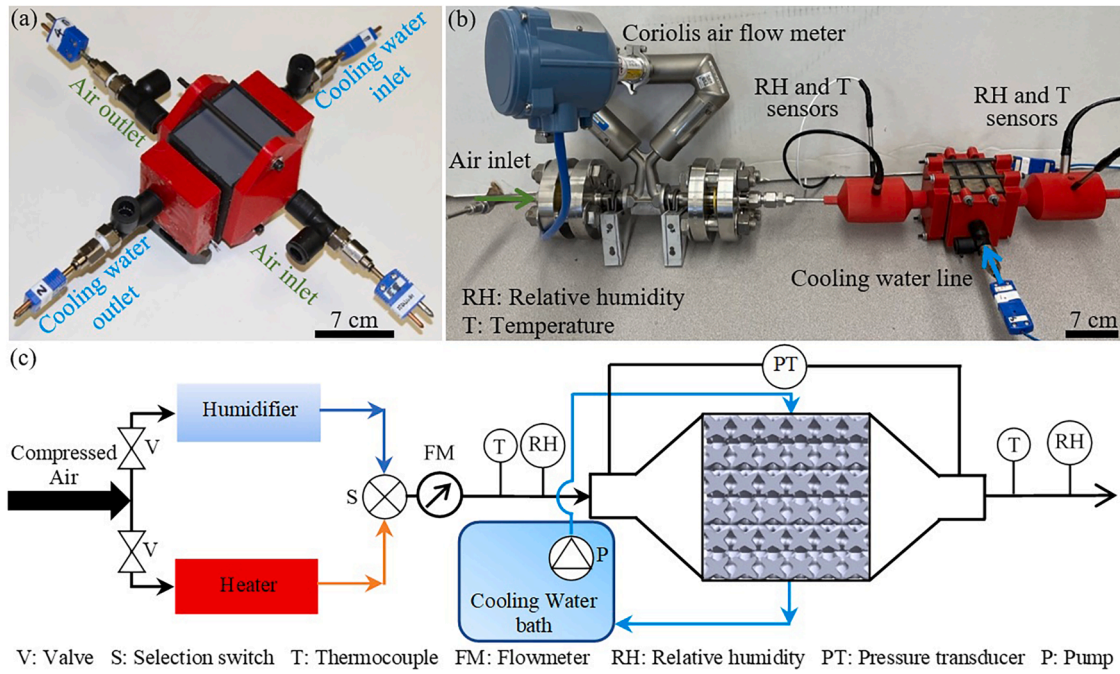 (a)
Air outlet
Cooling water
inlet
Cooling water
outlet
Air inlet
7 cm
(b)
Coriolis air flow meter
RH and T
sensors
RH and T
sensors
Air inlet
Cooling water line
RH: Relative humidity
T: Temperature
7 cm
(c)
Humidifier
V
Compressed
Air
FM
T
RH
PT
T
RH
S
V
Heater
P
Cooling Water
bath
V: Valve S: Selection switch T: Thermocouple FM: Flowmeter RH: Relative humidity PT: Pressure transducer P: Pump